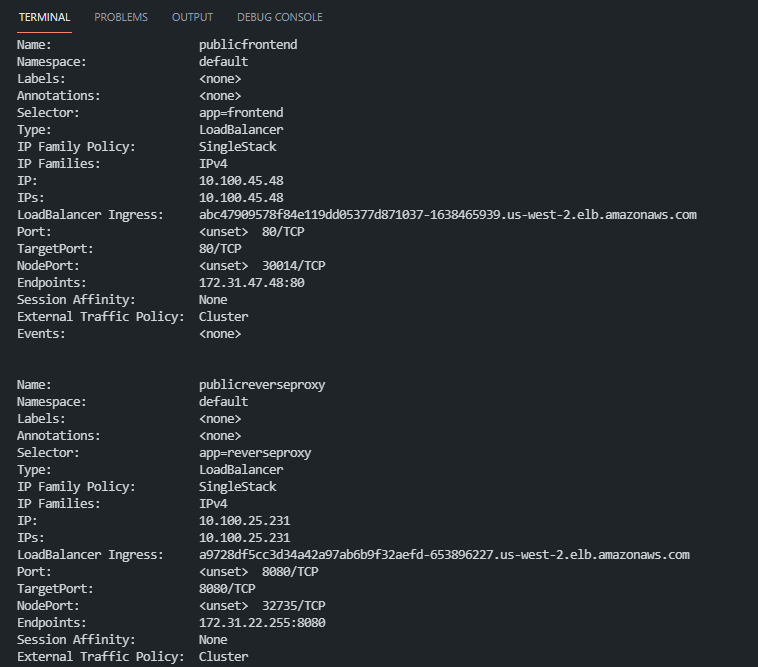 TERMINAL PROBLEMS OUTPUT DEBUG CONSOLE
Name: publicfrontend
Namespace: default
Labels: <none>
Annotations: <none>
Selector: app=frontend
Type: LoadBalancer
IP Family Policy: SingleStack
IP Families: IPv4
IP: 10.100.45.48
IPs: 10.100.45.48
LoadBalancer Ingress: abc47909578f84e119dd05377d871037-1638465939.us-west-2.elb.amazonaws.com
Port: <unset> 80/TCP
TargetPort: 80/TCP
NodePort: <unset> 30014/TCP
Endpoints: 172.31.47.48:80
Session Affinity: None
External Traffic Policy: Cluster
Events: <none>
Name: publicreverseproxy
Namespace: default
Labels: <none>
Annotations: <none>
Selector: app=reverseproxy
Type: LoadBalancer
IP Family Policy: SingleStack
IP Families: IPv4
IP: 10.100.25.231
IPs: 10.100.25.231
LoadBalancer Ingress: a9728df5cc3d34a42a97ab6b9f32aefd-653896227.us-west-2.elb.amazonaws.com
Port: <unset> 8080/TCP
TargetPort: 8080/TCP
NodePort: <unset> 32735/TCP
Endpoints: 172.31.22.255:8080
Session Affinity: None
External Traffic Policy: Cluster